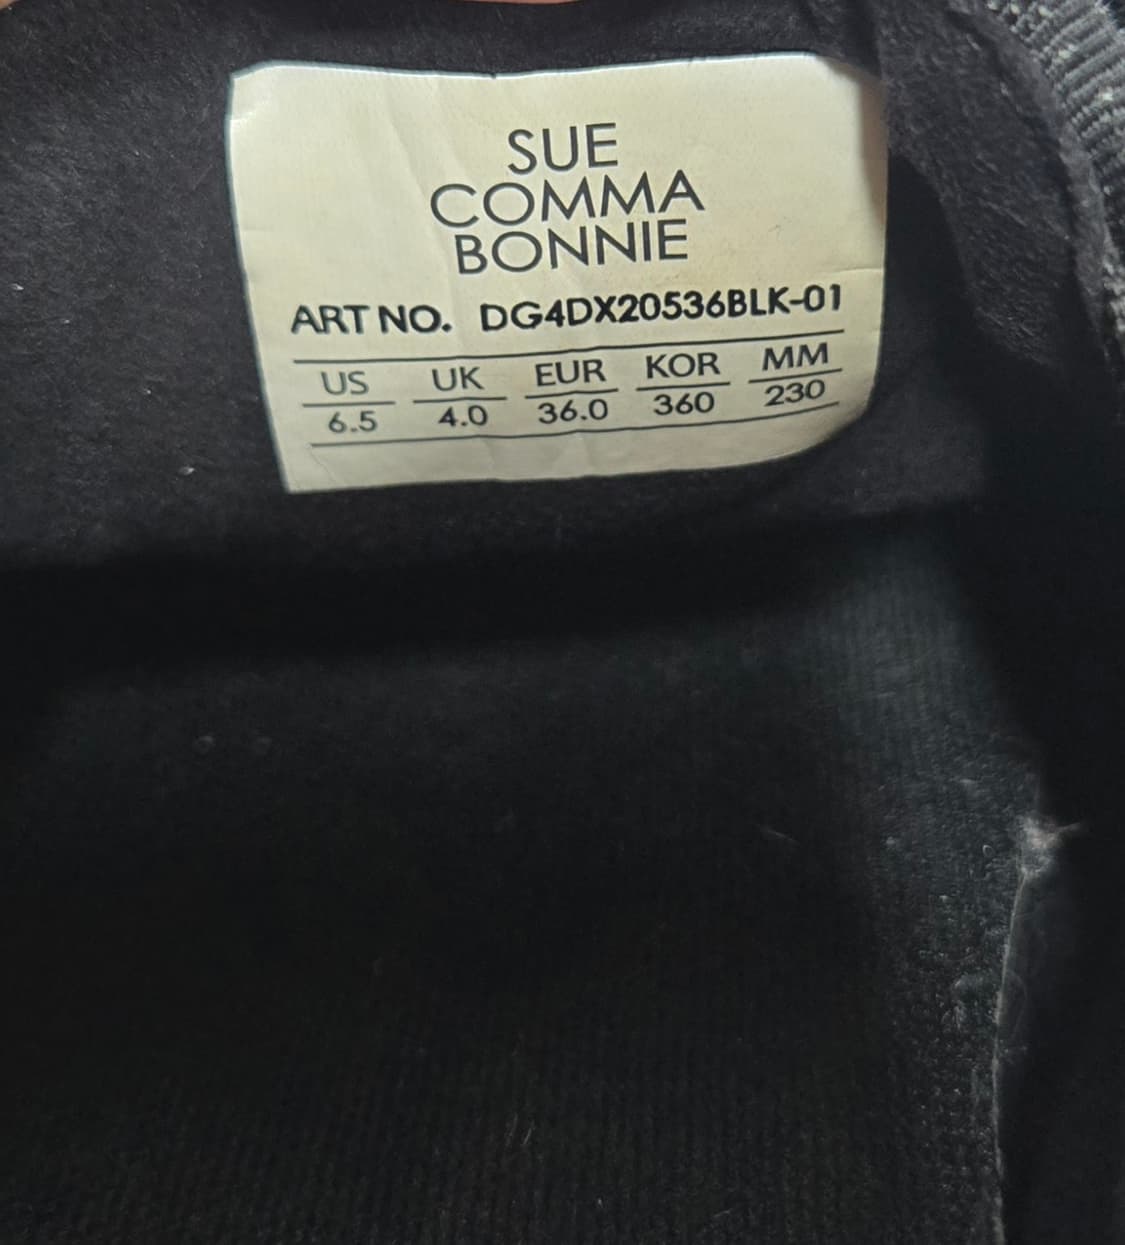 SUE
COMMA
BONNIE
ART NO. DG4DX20536BLK-01
US UK EUR KOR MM
6.5 4.0 36.0 360 230